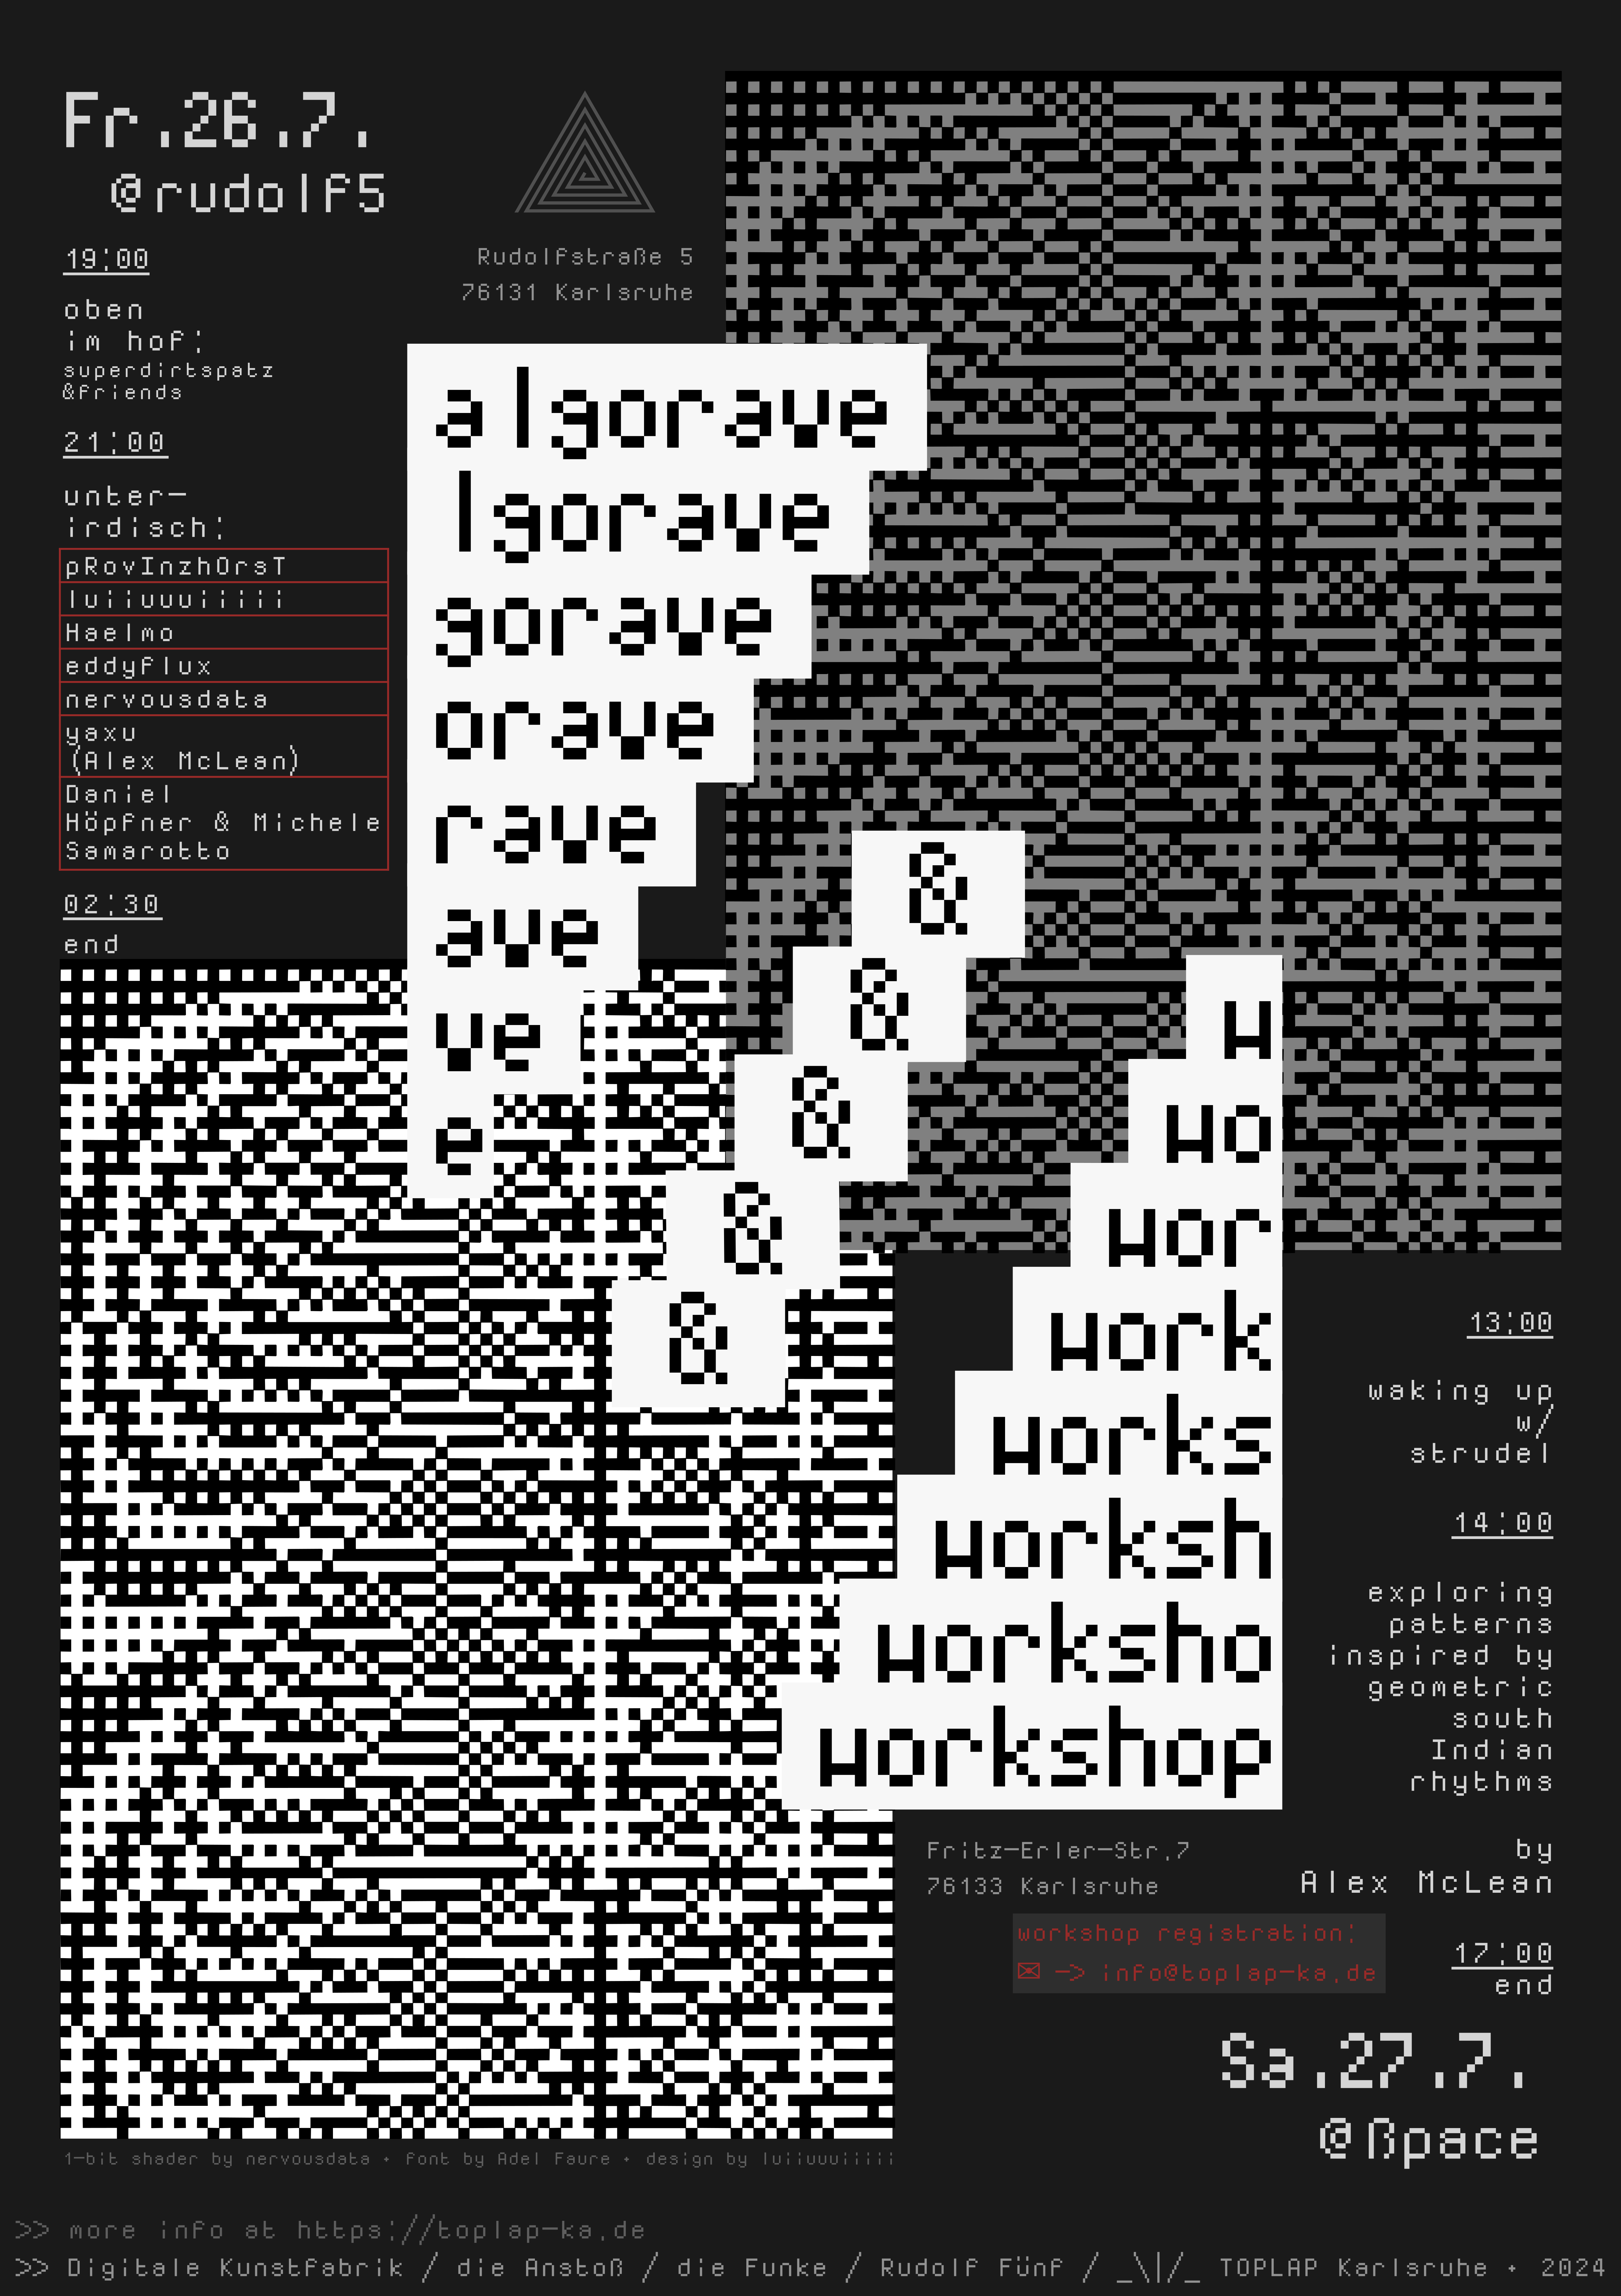 Fr.26.7.
@rudolf5
Rudolfstraße 5
76131 Karlsruhe
19:00
oben
im hof:
superdirtspatz
&friends
21:00
unter-
irdisch:
pRovInzhOrsT
luiiuuuiiiii
Haelmo
eddyflux
nervousdata
yaxu
(Alex McLean)
Daniel
Höpfner & Michele
Samarotto
02:30
end
algorave
lgorave
gorave
orave
rave
ave
ve
e
&
&
&
&
&
w
wo
wor
work
works
worksh
worksho
workshop
13:00
waking up
w/
strudel
14:00
exploring
patterns
inspired by
geometric
south
Indian
rhythms
by
Alex McLean
17:00
end
Fritz-Erler-Str.7
76133 Karlsruhe
workshop registration:
✉ -> info@toplap-ka.de
Sa.27.7.
@ßpace
1-bit shader by nervousdata + font by Adel Faure + design by luiiuuuiiiii
>> more info at https://toplap-ka.de
>> Digitale Kunstfabrik / die Anstoß / die Funke / Rudolf Fünf / _\|/_ TOPLAP Karlsruhe + 2024